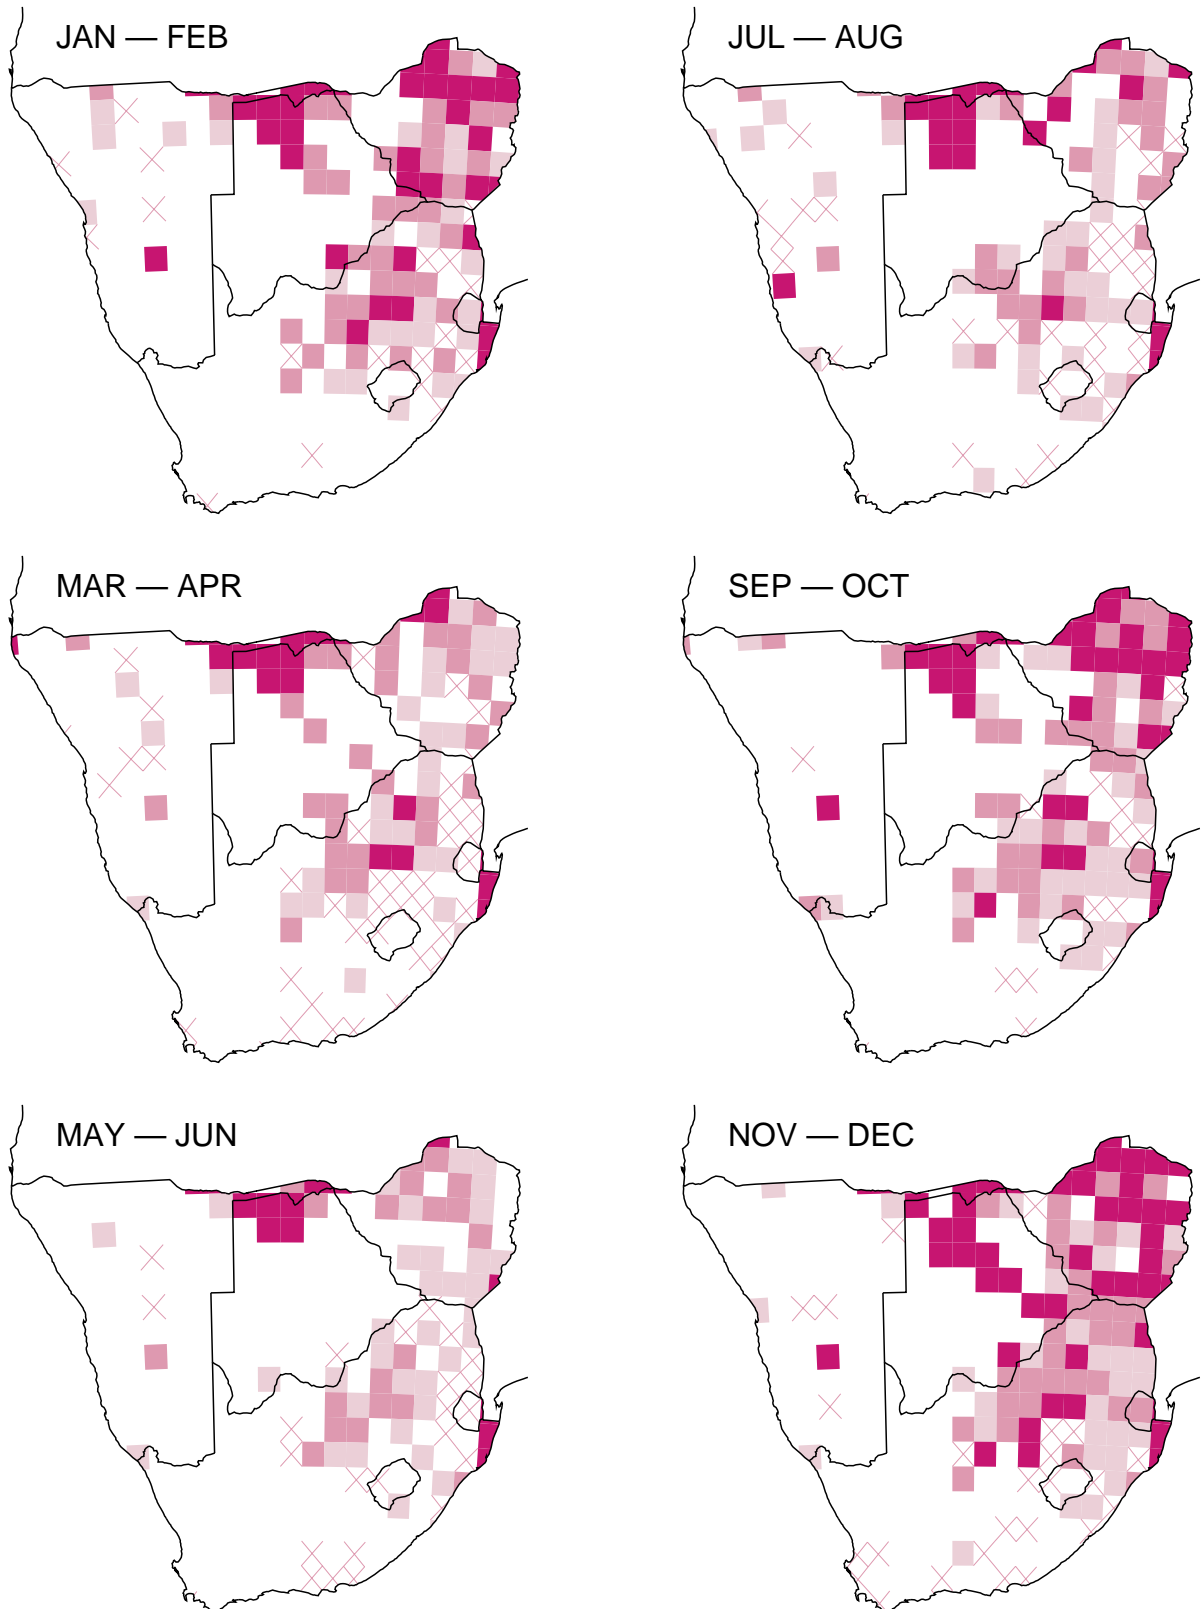 JAN — FEB
JUL — AUG
MAR — APR
SEP — OCT
MAY — JUN
NOV — DEC